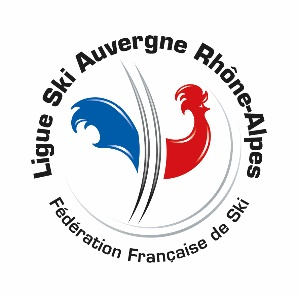 Ligue Ski Auvergne Rhône-Alpes
Fédération Française de Ski